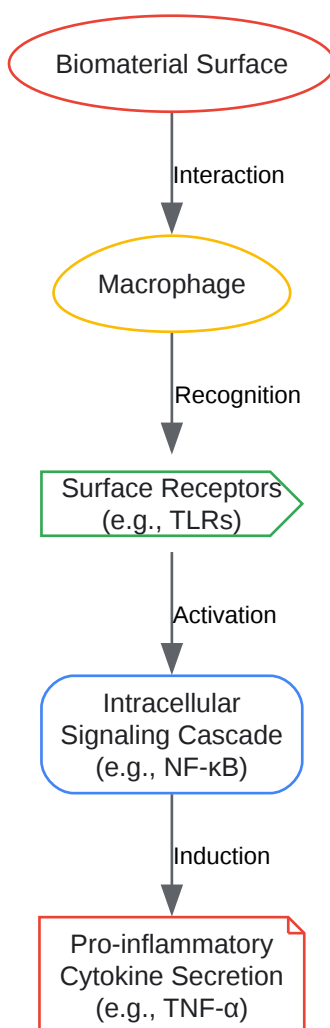 Biomaterial Surface
Interaction
Macrophage
Recognition
Surface Receptors
(e.g., TLRs)
Activation
Intracellular
Signaling Cascade
(e.g., NF-κB)
Induction
Pro-inflammatory
Cytokine Secretion
(e.g., TNF-α)